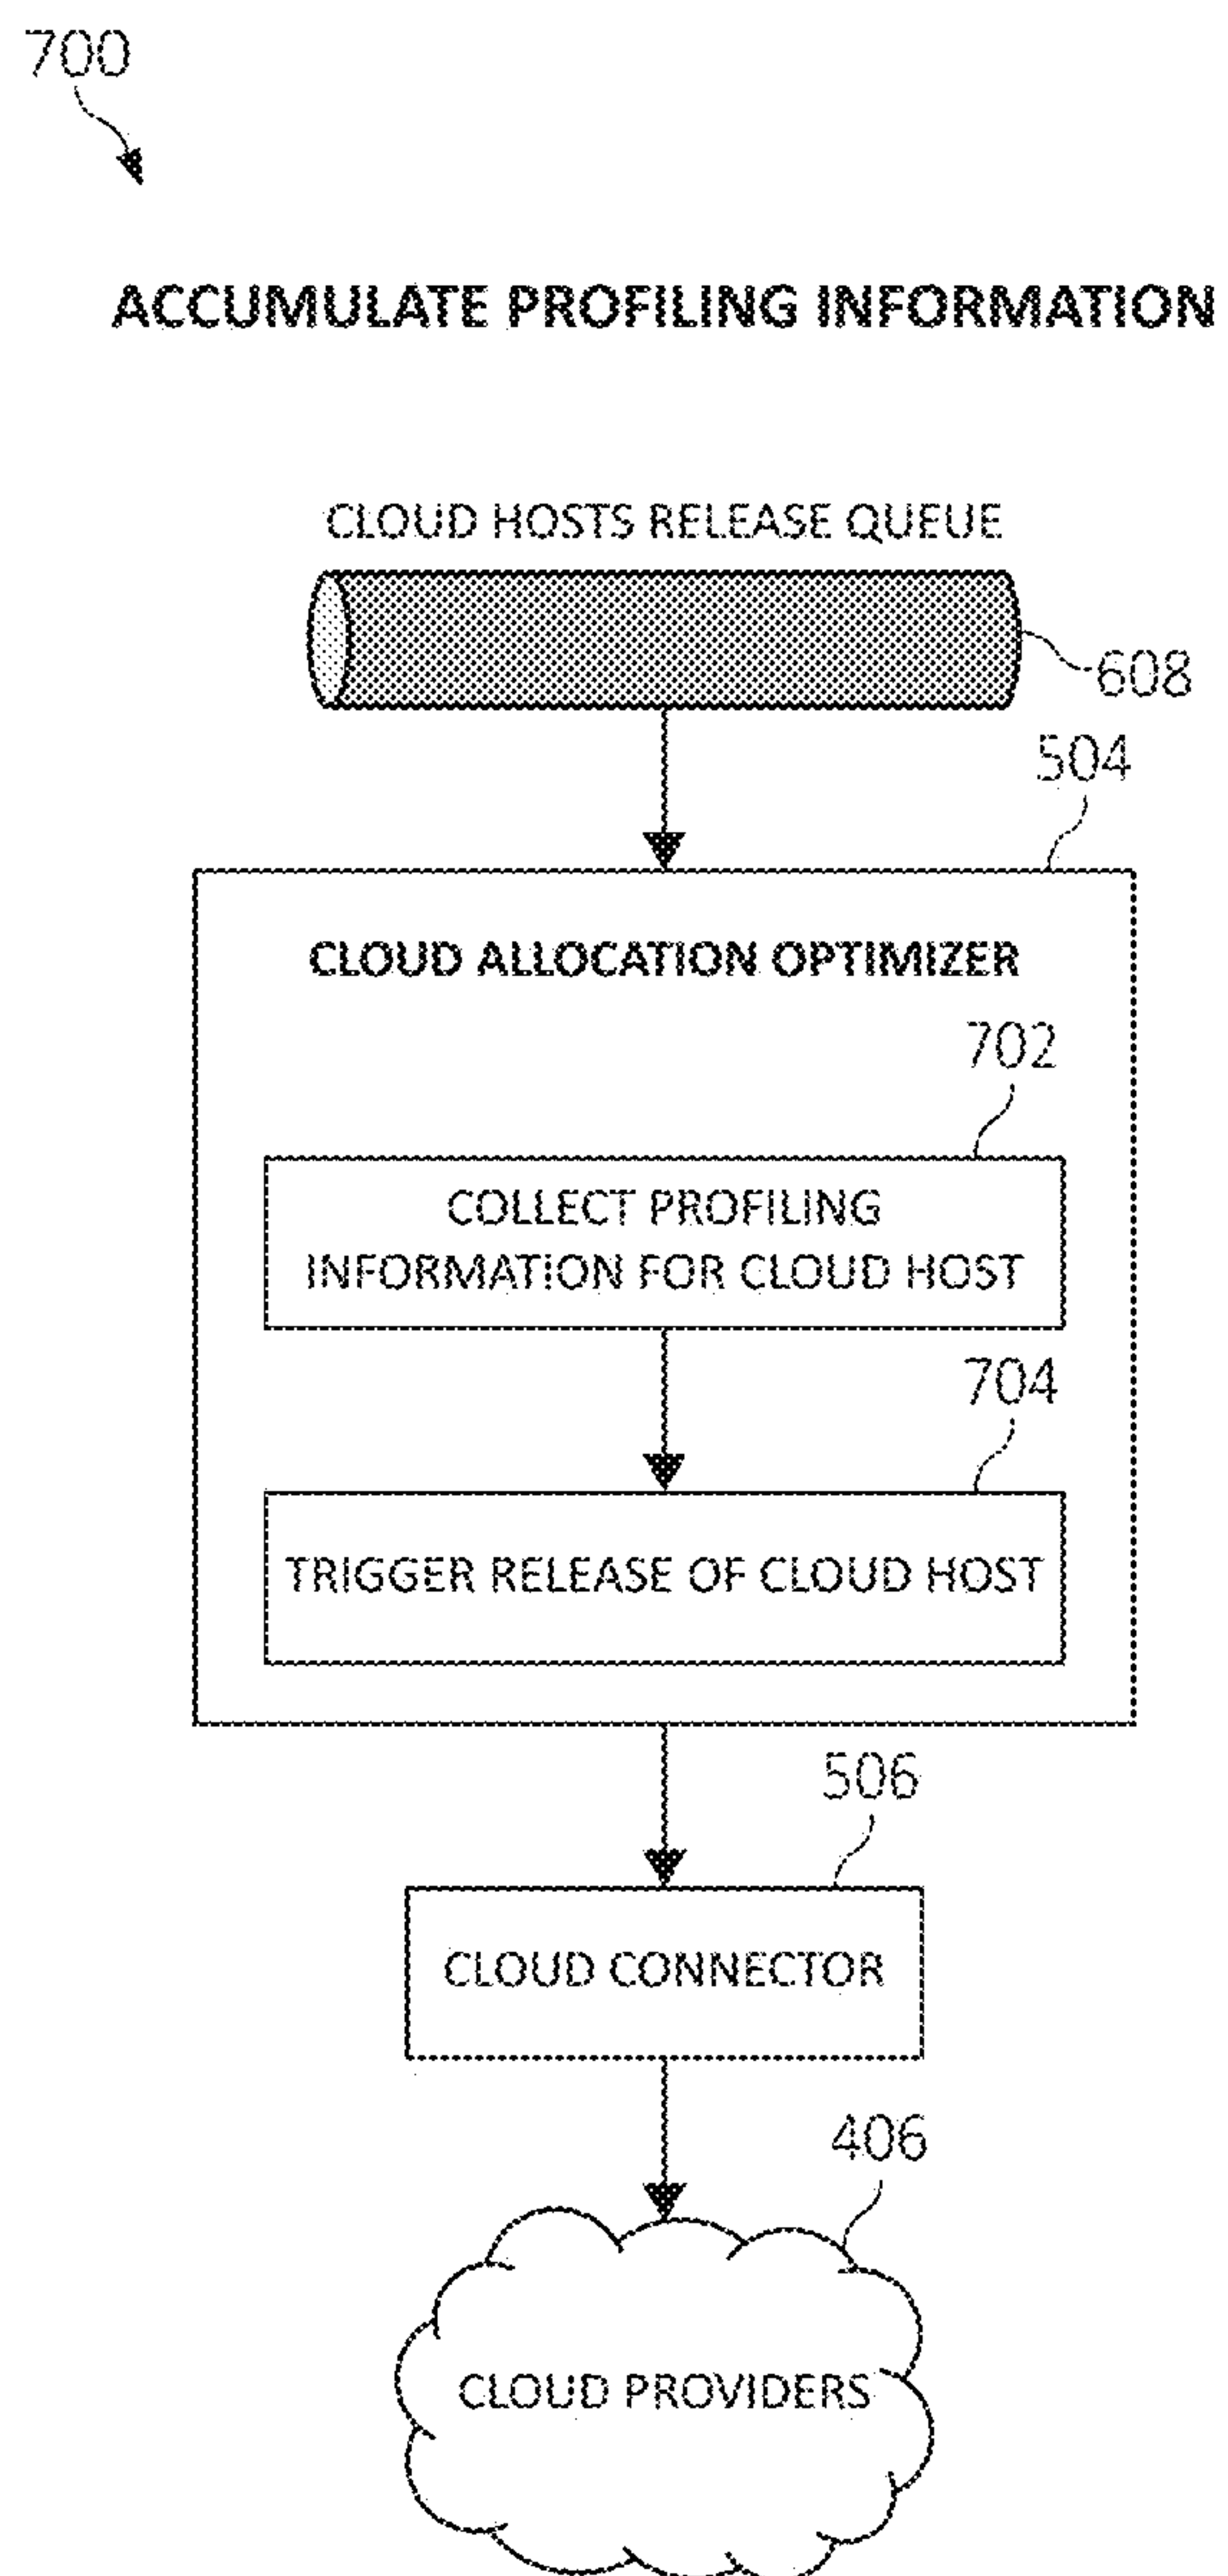 700
ACCUMULATE PROFILING INFORMATION
CLOUD HOSTS RELEASE QUEUE
608
504
CLOUD ALLOCATION OPTIMIZER
702
COLLECT PROFILING
INFORMATION FOR CLOUD HOST
704
TRIGGER RELEASE OF CLOUD HOST
506
CLOUD CONNECTOR
406
CLOUD PROVIDERS